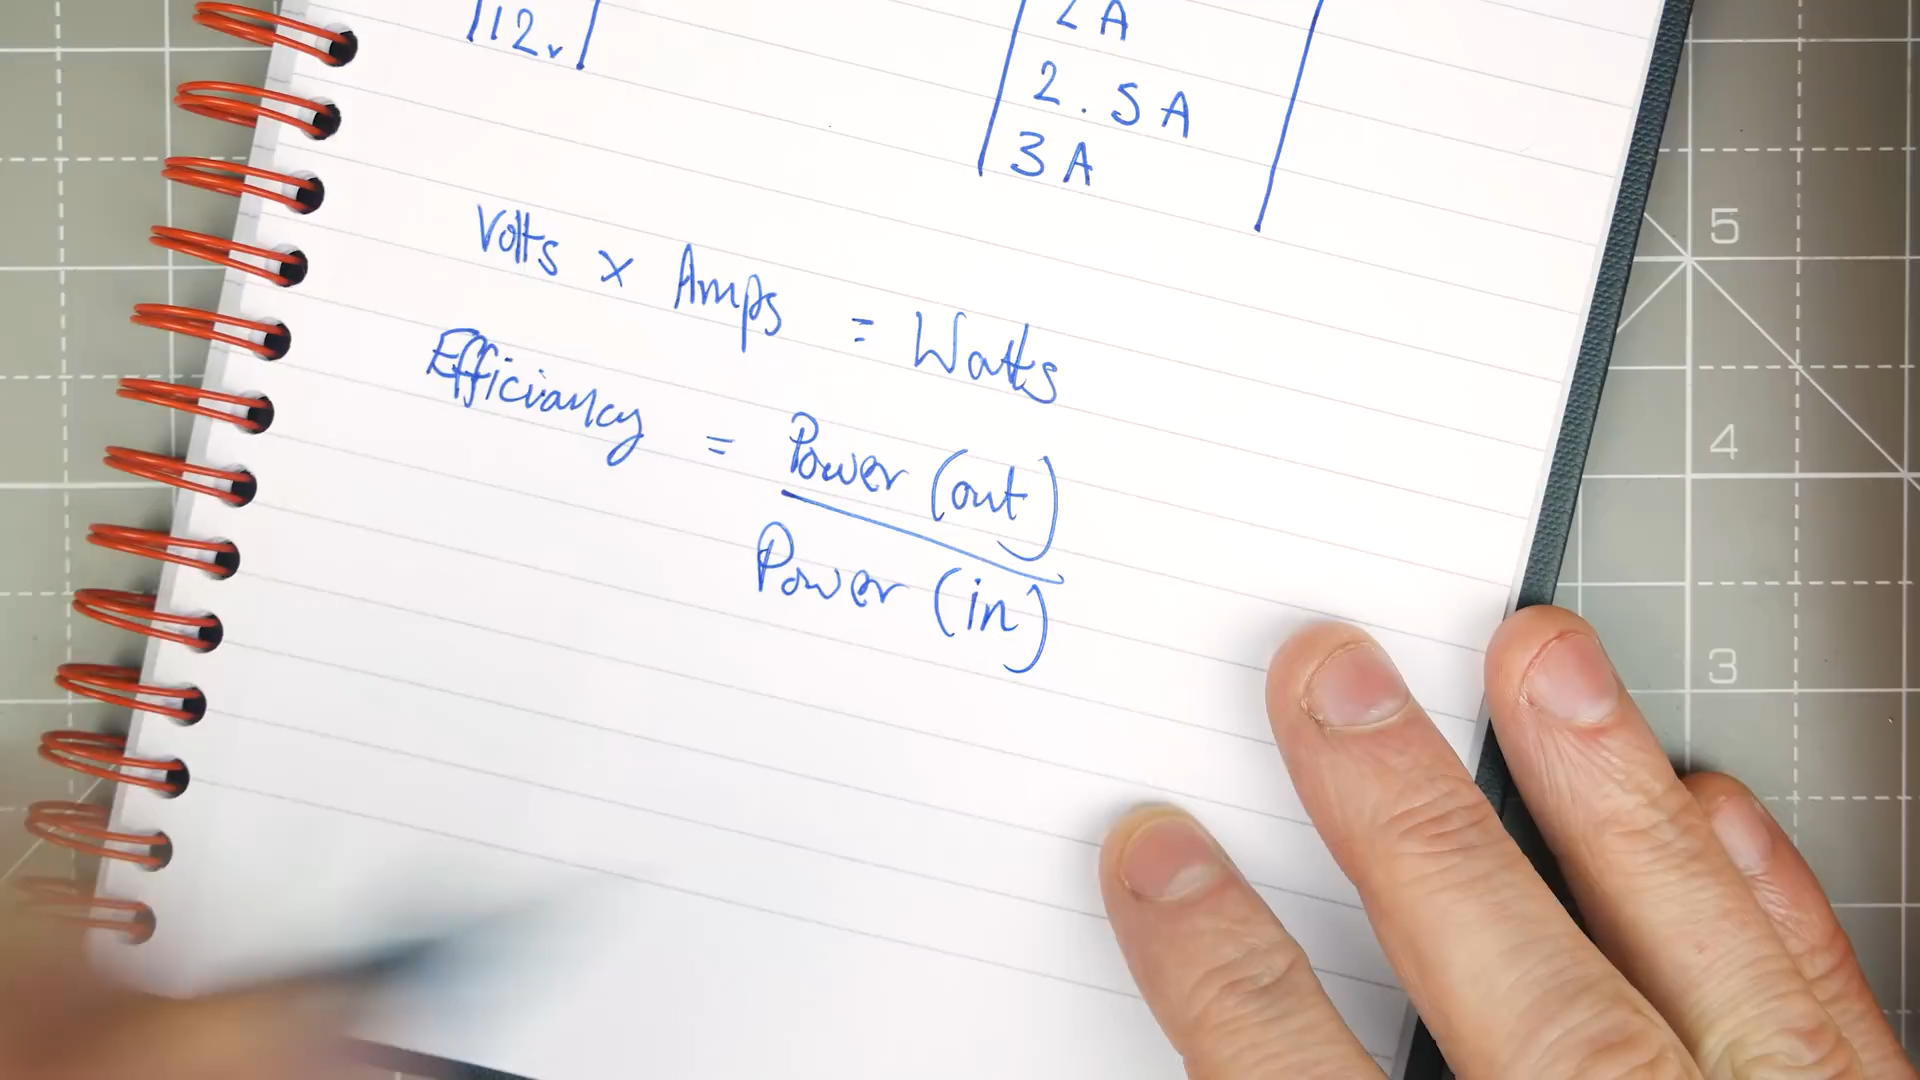 2A
|12v|
2.5A
3A
Volts x Amps = Watts
Efficiancy = Power (out)
Power (in)
5
4
3